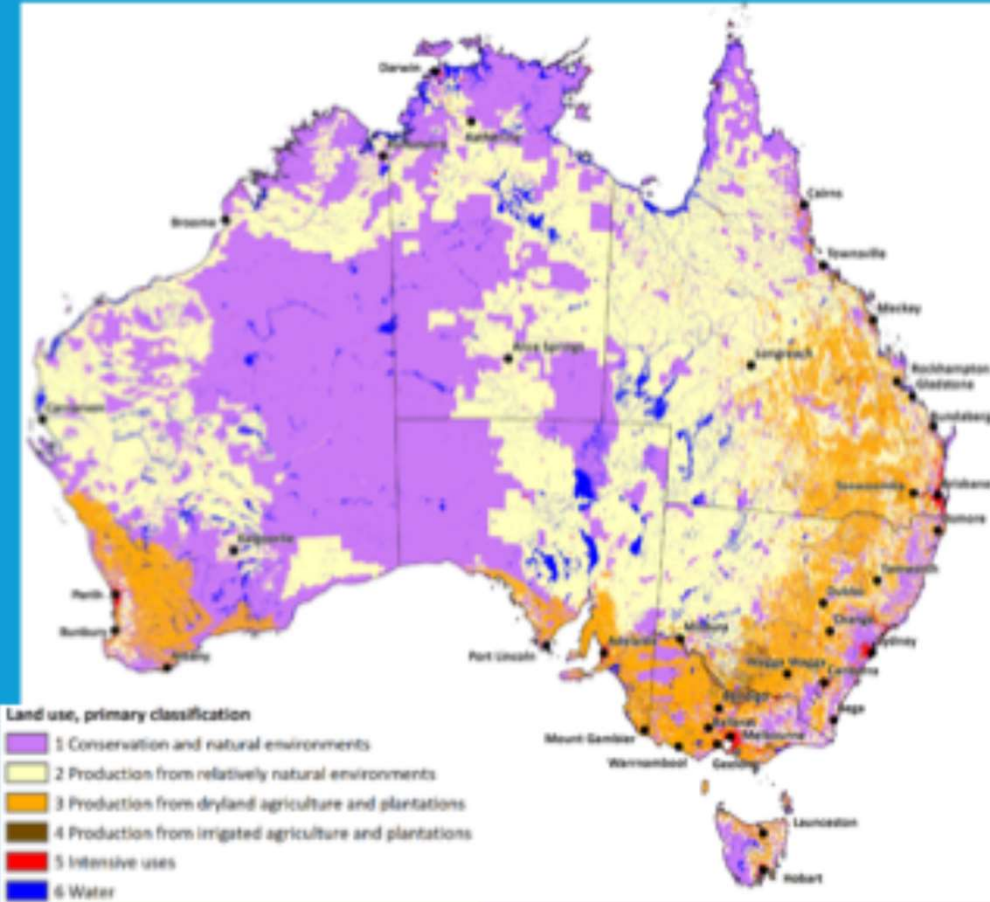 Darwin
Katherine
Kununurra
Broome
Cairns
Townsville
Mackay
Alice Springs
Longreach
Rockhampton
Gladstone
Carnarvon
Bundaberg
Toowoomba
Brisbane
Lismore
Kalgoorlie
Tamworth
Perth
Dubbo
Orange
Bunbury
Mildura
Sydney
Albany
Port Lincoln
Adelaide
Wagga Wagga
Canberra
Bendigo
Bega
Ballarat
Mount Gambier
Melbourne
Warrnambool
Geelong
Launceston
Hobart
Land use, primary classification
1 Conservation and natural environments
2 Production from relatively natural environments
3 Production from dryland agriculture and plantations
4 Production from irrigated agriculture and plantations
5 Intensive uses
6 Water